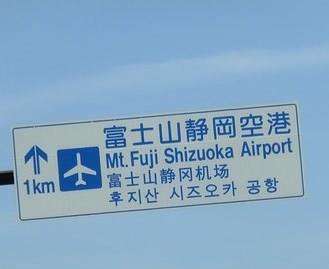 富士山静岡空港
Mt.Fuji Shizuoka Airport
富士山静冈机场
후지산 시즈오카 공항
1km